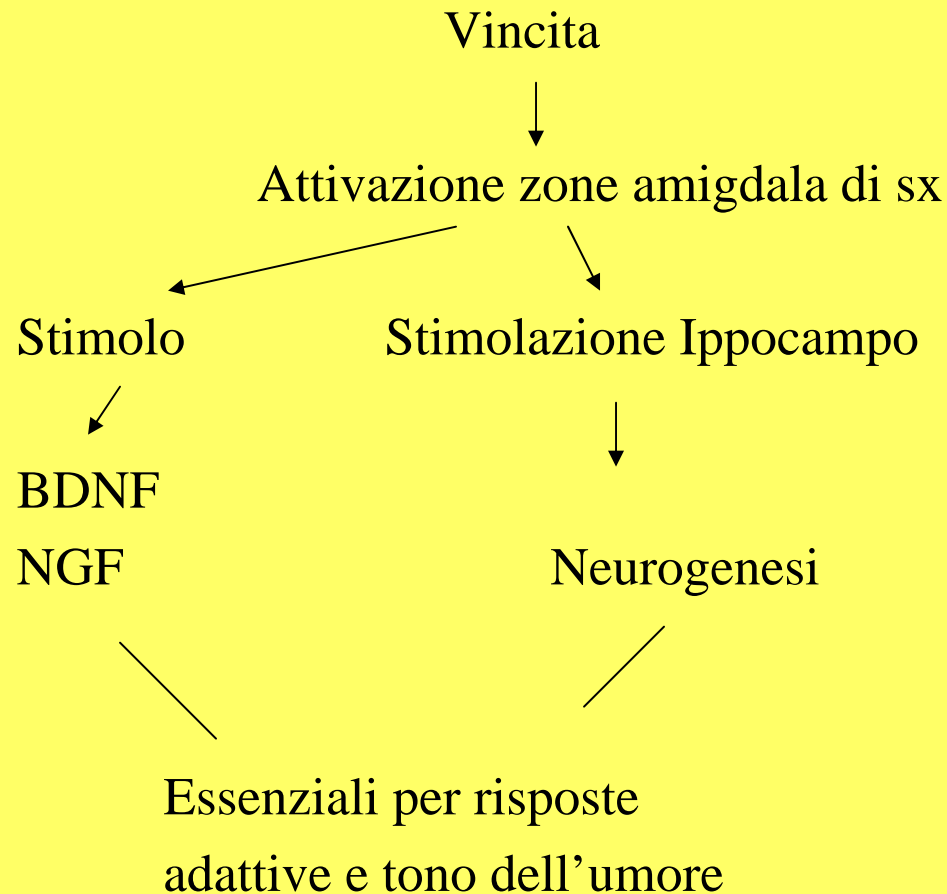 Vincita
Attivazione zone amigdala di sx
Stimolo
Stimolazione Ippocampo
BDNF
NGF
Neurogenesi
Essenziali per risposte
adattive e tono dell’umore